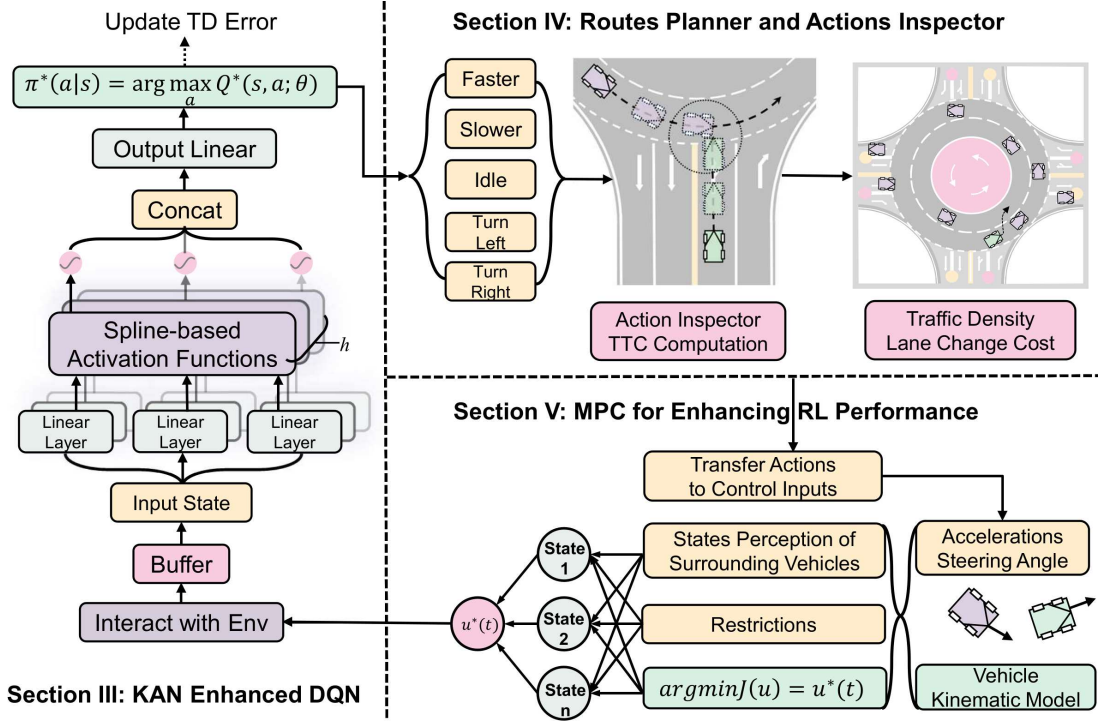 Update TD Error
π*(a|s) = arg max Q*(s, a; θ)
a
Output Linear
Concat
Spline-based
Activation Functions
h
Linear
Layer
Linear
Layer
Linear
Layer
Input State
Buffer
Interact with Env
Section III: KAN Enhanced DQN
Section IV: Routes Planner and Actions Inspector
Faster
Slower
Idle
Turn
Left
Turn
Right
Action Inspector
TTC Computation
Traffic Density
Lane Change Cost
Section V: MPC for Enhancing RL Performance
Transfer Actions
to Control Inputs
Accelerations
Steering Angle
States Perception of
Surrounding Vehicles
Restrictions
argminJ(u) = u*(t)
Vehicle
Kinematic Model
State
1
State
2
State
n
u*(t)